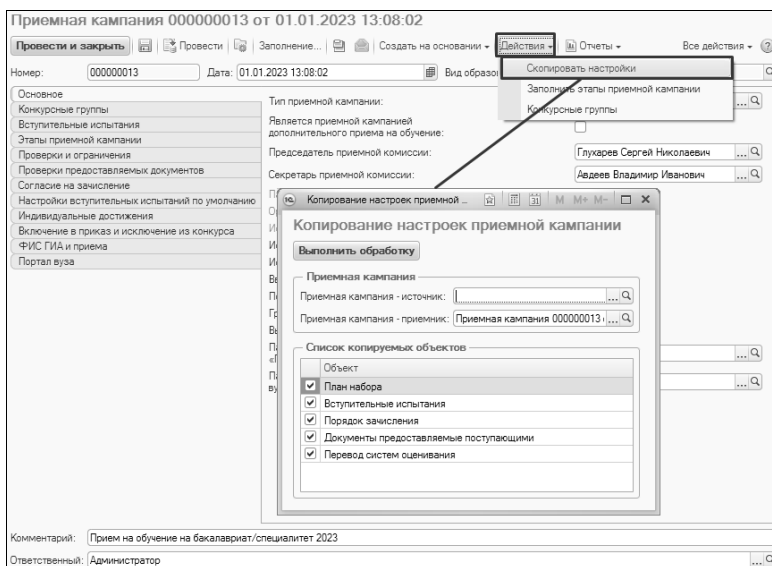 Приемная кампания 000000013 от 01.01.2023 13:08:02
Провести и закрыть Провести Заполнение... Создать на основании Действия Отчеты Все действия
Номер: 000000013 Дата: 01.01.2023 13:08:02 Вид образов
Скопировать настройки
Заполнить этапы приемной кампании
Конкурсные группы
Основное
Конкурсные группы
Вступительные испытания
Этапы приемной кампании
Проверки и ограничения
Проверки предоставляемых документов
Согласие на зачисление
Настройки вступительных испытаний по умолчанию
Индивидуальные достижения
Включение в приказ и исключение из конкурса
ФИС ГИА и приема
Портал вуза
Тип приемной кампании:
Является приемной кампанией
дополнительного приема на обучение:
Председатель приемной комиссии: Глухарев Сергей Николаевич
Секретарь приемной комиссии: Авдеев Владимир Иванович
Копирование настроек приемной ... M M+ M-
Копирование настроек приемной кампании
Выполнить обработку
Приемная кампания
Приемная кампания - источник:
Приемная кампания - приемник: Приемная кампания 000000013
Список копируемых объектов
Объект
План набора
Вступительные испытания
Порядок зачисления
Документы предоставляемые поступающими
Перевод систем оценивания
Комментарий: Прием на обучение на бакалавриат/специалитет 2023
Ответственный: Администратор